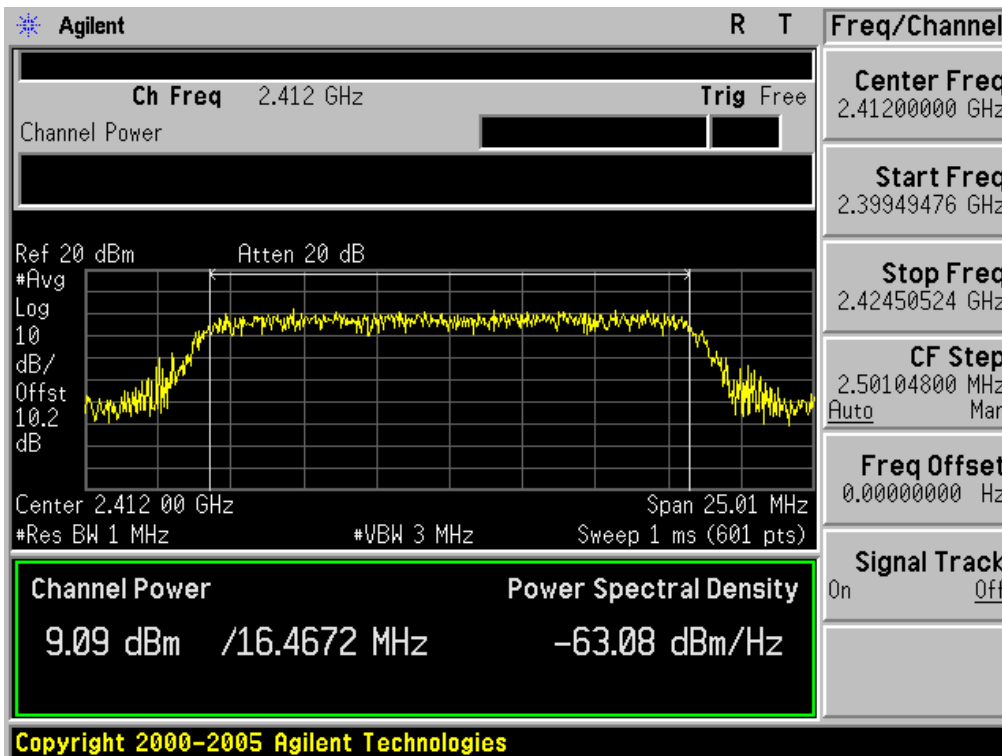 Agilent R T
Freq/Channel
Ch Freq 2.412 GHz Trig Free
Channel Power
Ref 20 dBm Atten 20 dB
#Avg
Log
10
dB/
Offst
10.2
dB
Center 2.412 00 GHz Span 25.01 MHz
#Res BW 1 MHz #VBW 3 MHz Sweep 1 ms (601 pts)
Channel Power Power Spectral Density
9.09 dBm /16.4672 MHz -63.08 dBm/Hz
Copyright 2000-2005 Agilent Technologies
Center Freq
2.41200000 GHz
Start Freq
2.39949476 GHz
Stop Freq
2.42450524 GHz
CF Step
2.50104800 MHz
Auto Man
Freq Offset
0.00000000 Hz
Signal Track
On Off